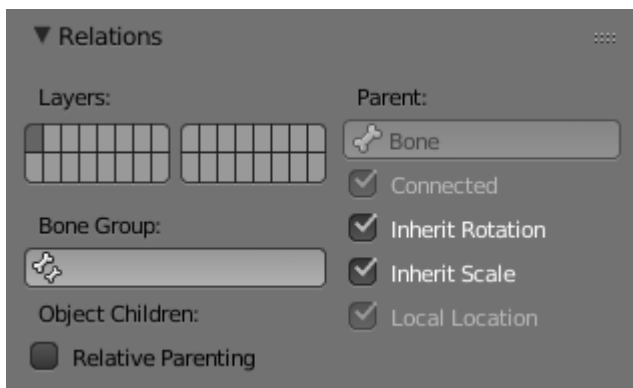 Relations
Layers:
Parent:
Bone
Connected
Bone Group:
Inherit Rotation
Inherit Scale
Object Children:
Local Location
Relative Parenting